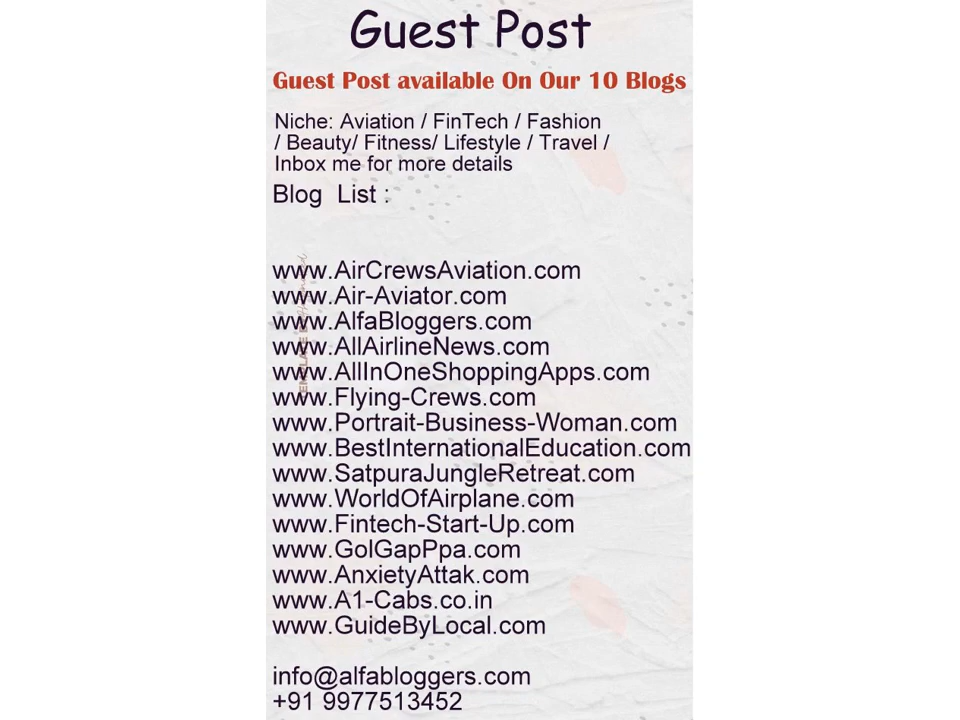 Guest Post
Guest Post available On Our 10 Blogs
Niche: Aviation / FinTech / Fashion
/ Beauty/ Fitness/ Lifestyle / Travel /
Inbox me for more details
Blog List :
www.AirCrewsAviation.com
www.Air-Aviator.com
www.AlfaBloggers.com
www.AllAirlineNews.com
www.AllInOneShoppingApps.com
www.Flying-Crews.com
www.Portrait-Business-Woman.com
www.BestInternationalEducation.com
www.SatpuraJungleRetreat.com
www.WorldOfAirplane.com
www.Fintech-Start-Up.com
www.GolGapPpa.com
www.AnxietyAttak.com
www.A1-Cabs.co.in
www.GuideByLocal.com
info@alfabloggers.com
+91 9977513452